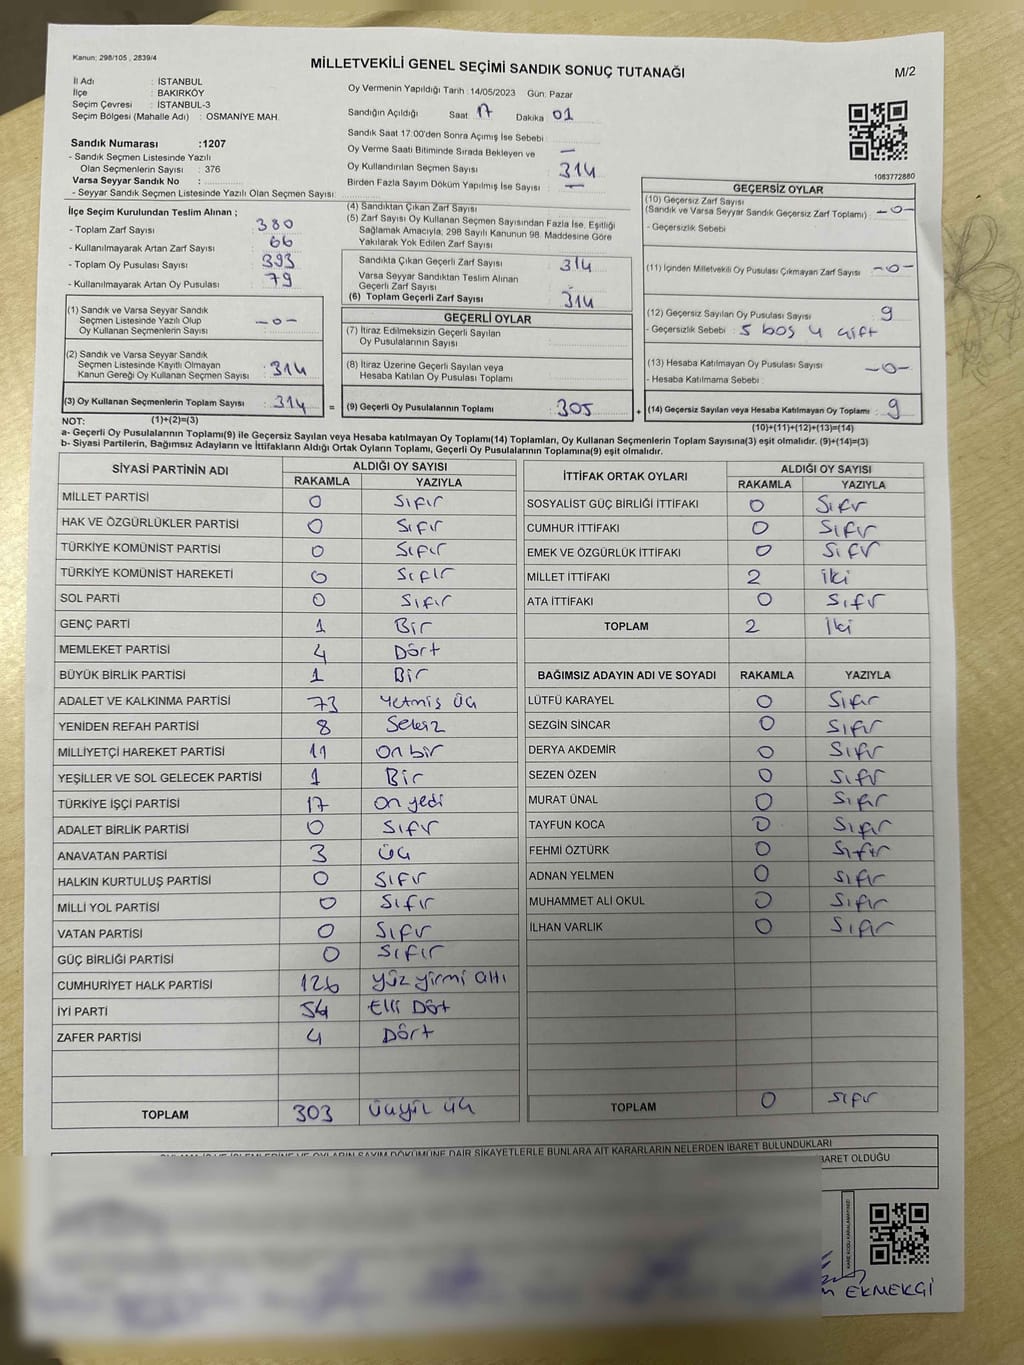 Kanun: 298/105 , 2839/4
MİLLETVEKİLİ GENEL SEÇİMİ SANDIK SONUÇ TUTANAĞI
M/2
İl Adı : İSTANBUL
İlçe : BAKIRKÖY
Seçim Çevresi : İSTANBUL-3
Seçim Bölgesi (Mahalle Adı) : OSMANİYE MAH.
Oy Vermenin Yapıldığı Tarih : 14/05/2023 Gün: Pazar
Sandığın Açıldığı Saat 17 Dakika 01
Sandık Saat 17.00'den Sonra Açımış İse Sebebi :
Oy Verme Saati Bitiminde Sırada Bekleyen ve —
Oy Kullandırılan Seçmen Sayısı 314
Birden Fazla Sayım Döküm Yapılmış İse Sayısı : —
1083772880
Sandık Numarası :1207
- Sandık Seçmen Listesinde Yazılı
Olan Seçmenlerin Sayısı : 376
Varsa Seyyar Sandık No :
- Seyyar Sandık Seçmen Listesinde Yazılı Olan Seçmen Sayısı:
İlçe Seçim Kurulundan Teslim Alınan ;
- Toplam Zarf Sayısı : 380
- Kullanılmayarak Artan Zarf Sayısı : 66
- Toplam Oy Pusulası Sayısı : 393
- Kullanılmayarak Artan Oy Pusulası : 79
(4) Sandıktan Çıkan Zarf Sayısı :
(5) Zarf Sayısı Oy Kullanan Seçmen Sayısından Fazla İse, Eşitliği
Sağlamak Amacıyla, 298 Sayılı Kanunun 98. Maddesine Göre
Yakılarak Yok Edilen Zarf Sayısı
Sandıkta Çıkan Geçerli Zarf Sayısı : 314
Varsa Seyyar Sandıktan Teslim Alınan
Geçerli Zarf Sayısı :
(6) Toplam Geçerli Zarf Sayısı : 314
GEÇERSİZ OYLAR
(10) Geçersiz Zarf Sayısı
(Sandık ve Varsa Seyyar Sandık Geçersiz Zarf Toplamı) : —0—
- Geçersizlik Sebebi
(11) İçinden Milletvekili Oy Pusulası Çıkmayan Zarf Sayısı : —0—
(12) Geçersiz Sayılan Oy Pusulası Sayısı : 9
- Geçersizlik Sebebi : 5 boş 4 çift
(13) Hesaba Katılmayan Oy Pusulası Sayısı : —0—
- Hesaba Katılmama Sebebi :
(14) Geçersiz Sayılan veya Hesaba Katılmayan Oy Toplamı : 9
(10)+(11)+(12)+(13)=(14)
(1) Sandık ve Varsa Seyyar Sandık
Seçmen Listesinde Yazılı Olup
Oy Kullanan Seçmenlerin Sayısı : —0—
(2) Sandık ve Varsa Seyyar Sandık
Seçmen Listesinde Kayıtlı Olmayan
Kanun Gereği Oy Kullanan Seçmen Sayısı : 314
(3) Oy Kullanan Seçmenlerin Toplam Sayısı : 314 =
(1)+(2)=(3)
GEÇERLİ OYLAR
(7) İtiraz Edilmeksizin Geçerli Sayılan
Oy Pusulalarının Sayısı :
(8) İtiraz Üzerine Geçerli Sayılan veya
Hesaba Katılan Oy Pusulası Toplamı :
(9) Geçerli Oy Pusulalarının Toplamı : 305 +
NOT:
a- Geçerli Oy Pusulalarının Toplamı(9) ile Geçersiz Sayılan veya Hesaba katılmayan Oy Toplamı(14) Toplamları, Oy Kullanan Seçmenlerin Toplam Sayısına(3) eşit olmalıdır. (9)+(14)=(3)
b- Siyasi Partilerin, Bağımsız Adayların ve İttifakların Aldığı Ortak Oyların Toplamı, Geçerli Oy Pusulalarının Toplamına(9) eşit olmalıdır.
SİYASİ PARTİNİN ADI ALDIĞI OY SAYISI
RAKAMLA YAZIYLA
MİLLET PARTİSİ 0 Sıfır
HAK VE ÖZGÜRLÜKLER PARTİSİ 0 Sıfır
TÜRKİYE KOMÜNİST PARTİSİ 0 Sıfır
TÜRKİYE KOMÜNİST HAREKETİ 0 Sıfır
SOL PARTİ 0 Sıfır
GENÇ PARTİ 1 Bir
MEMLEKET PARTİSİ 4 Dört
BÜYÜK BİRLİK PARTİSİ 1 Bir
ADALET VE KALKINMA PARTİSİ 73 Yetmiş üç
YENİDEN REFAH PARTİSİ 8 Sekiz
MİLLİYETÇİ HAREKET PARTİSİ 11 on bir
YEŞİLLER VE SOL GELECEK PARTİSİ 1 Bir
TÜRKİYE İŞÇİ PARTİSİ 17 on yedi
ADALET BİRLİK PARTİSİ 0 Sıfır
ANAVATAN PARTİSİ 3 üç
HALKIN KURTULUŞ PARTİSİ 0 Sıfır
MİLLİ YOL PARTİSİ 0 Sıfır
VATAN PARTİSİ 0 Sıfır
GÜÇ BİRLİĞİ PARTİSİ 0 Sıfır
CUMHURİYET HALK PARTİSİ 126 Yüz yirmi altı
İYİ PARTİ 54 Elli Dört
ZAFER PARTİSİ 4 Dört
TOPLAM 303 üçyüz üç
İTTİFAK ORTAK OYLARI ALDIĞI OY SAYISI
RAKAMLA YAZIYLA
SOSYALİST GÜÇ BİRLİĞİ İTTİFAKI 0 Sıfır
CUMHUR İTTİFAKI 0 Sıfır
EMEK VE ÖZGÜRLÜK İTTİFAKI 0 Sıfır
MİLLET İTTİFAKI 2 İki
ATA İTTİFAKI 0 Sıfır
TOPLAM 2 İki
BAĞIMSIZ ADAYIN ADI VE SOYADI RAKAMLA YAZIYLA
LÜTFÜ KARAYEL 0 Sıfır
SEZGİN SİNCAR 0 Sıfır
DERYA AKDEMİR 0 Sıfır
SEZEN ÖZEN 0 Sıfır
MURAT ÜNAL 0 Sıfır
TAYFUN KOCA 0 Sıfır
FEHMİ ÖZTÜRK 0 Sıfır
ADNAN YELMEN 0 Sıfır
MUHAMMET ALİ OKUL 0 Sıfır
İLHAN VARLIK 0 Sıfır
TOPLAM 0 Sıfır
DÖKÜMÜNE DAİR ŞİKAYETLERLE BUNLARA AİT KARARLARIN NELERDEN İBARET BULUNDUKLARI
BARET OLDUĞU
EKMEKÇİ